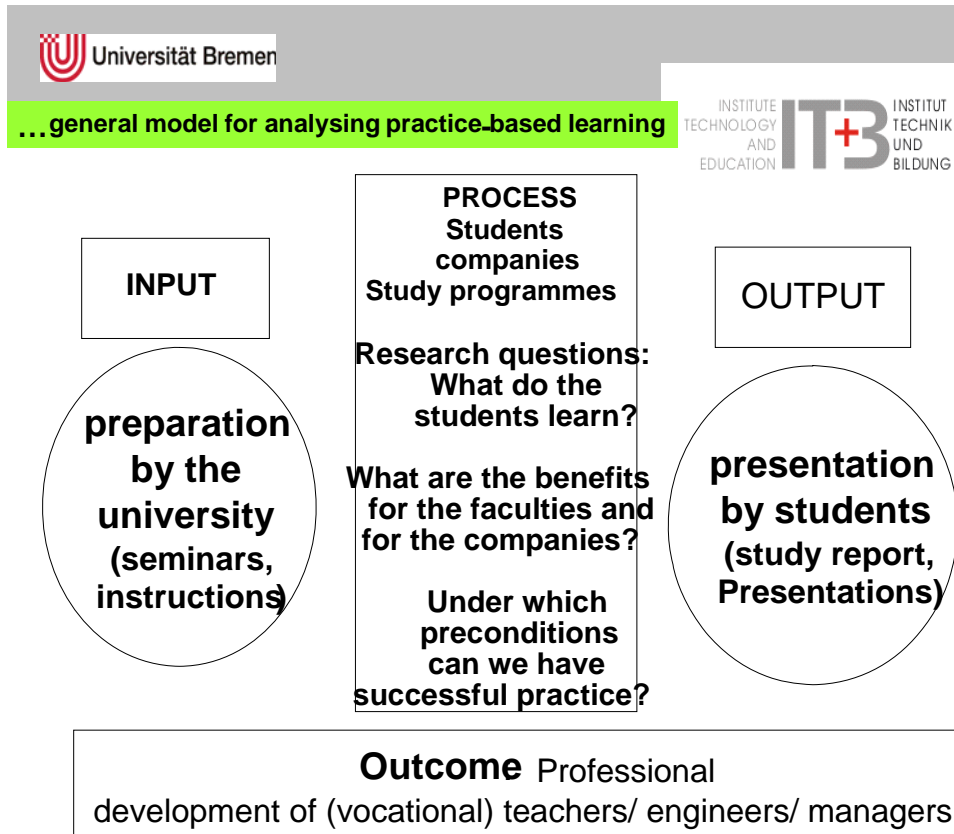 Universität Bremen
...general model for analysing practice-based learning
INSTITUTE
TECHNOLOGY
AND
EDUCATION
IT+B
INSTITUT
TECHNIK
UND
BILDUNG
INPUT
preparation
by the
university
(seminars,
instructions)
PROCESS
Students
companies
Study programmes
Research questions:
What do the
students learn?
What are the benefits
for the faculties and
for the companies?
Under which
preconditions
can we have
successful practice?
OUTPUT
presentation
by students
(study report,
Presentations)
Outcome Professional
development of (vocational) teachers/ engineers/ managers